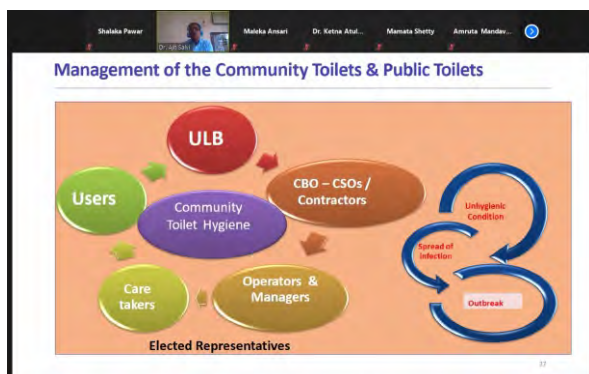 Shalaka Pawar
Maleka Ansari
Dr. Ketna Atul...
Mamata Shetty
Amruta Mandav...
Management of the Community Toilets & Public Toilets
ULB
Users
CBO – CSOs /
Contractors
Community
Toilet Hygiene
Care
takers
Operators &
Managers
Elected Representatives
Unhygienic
Condition
Spread of
infection
Outbreak
37